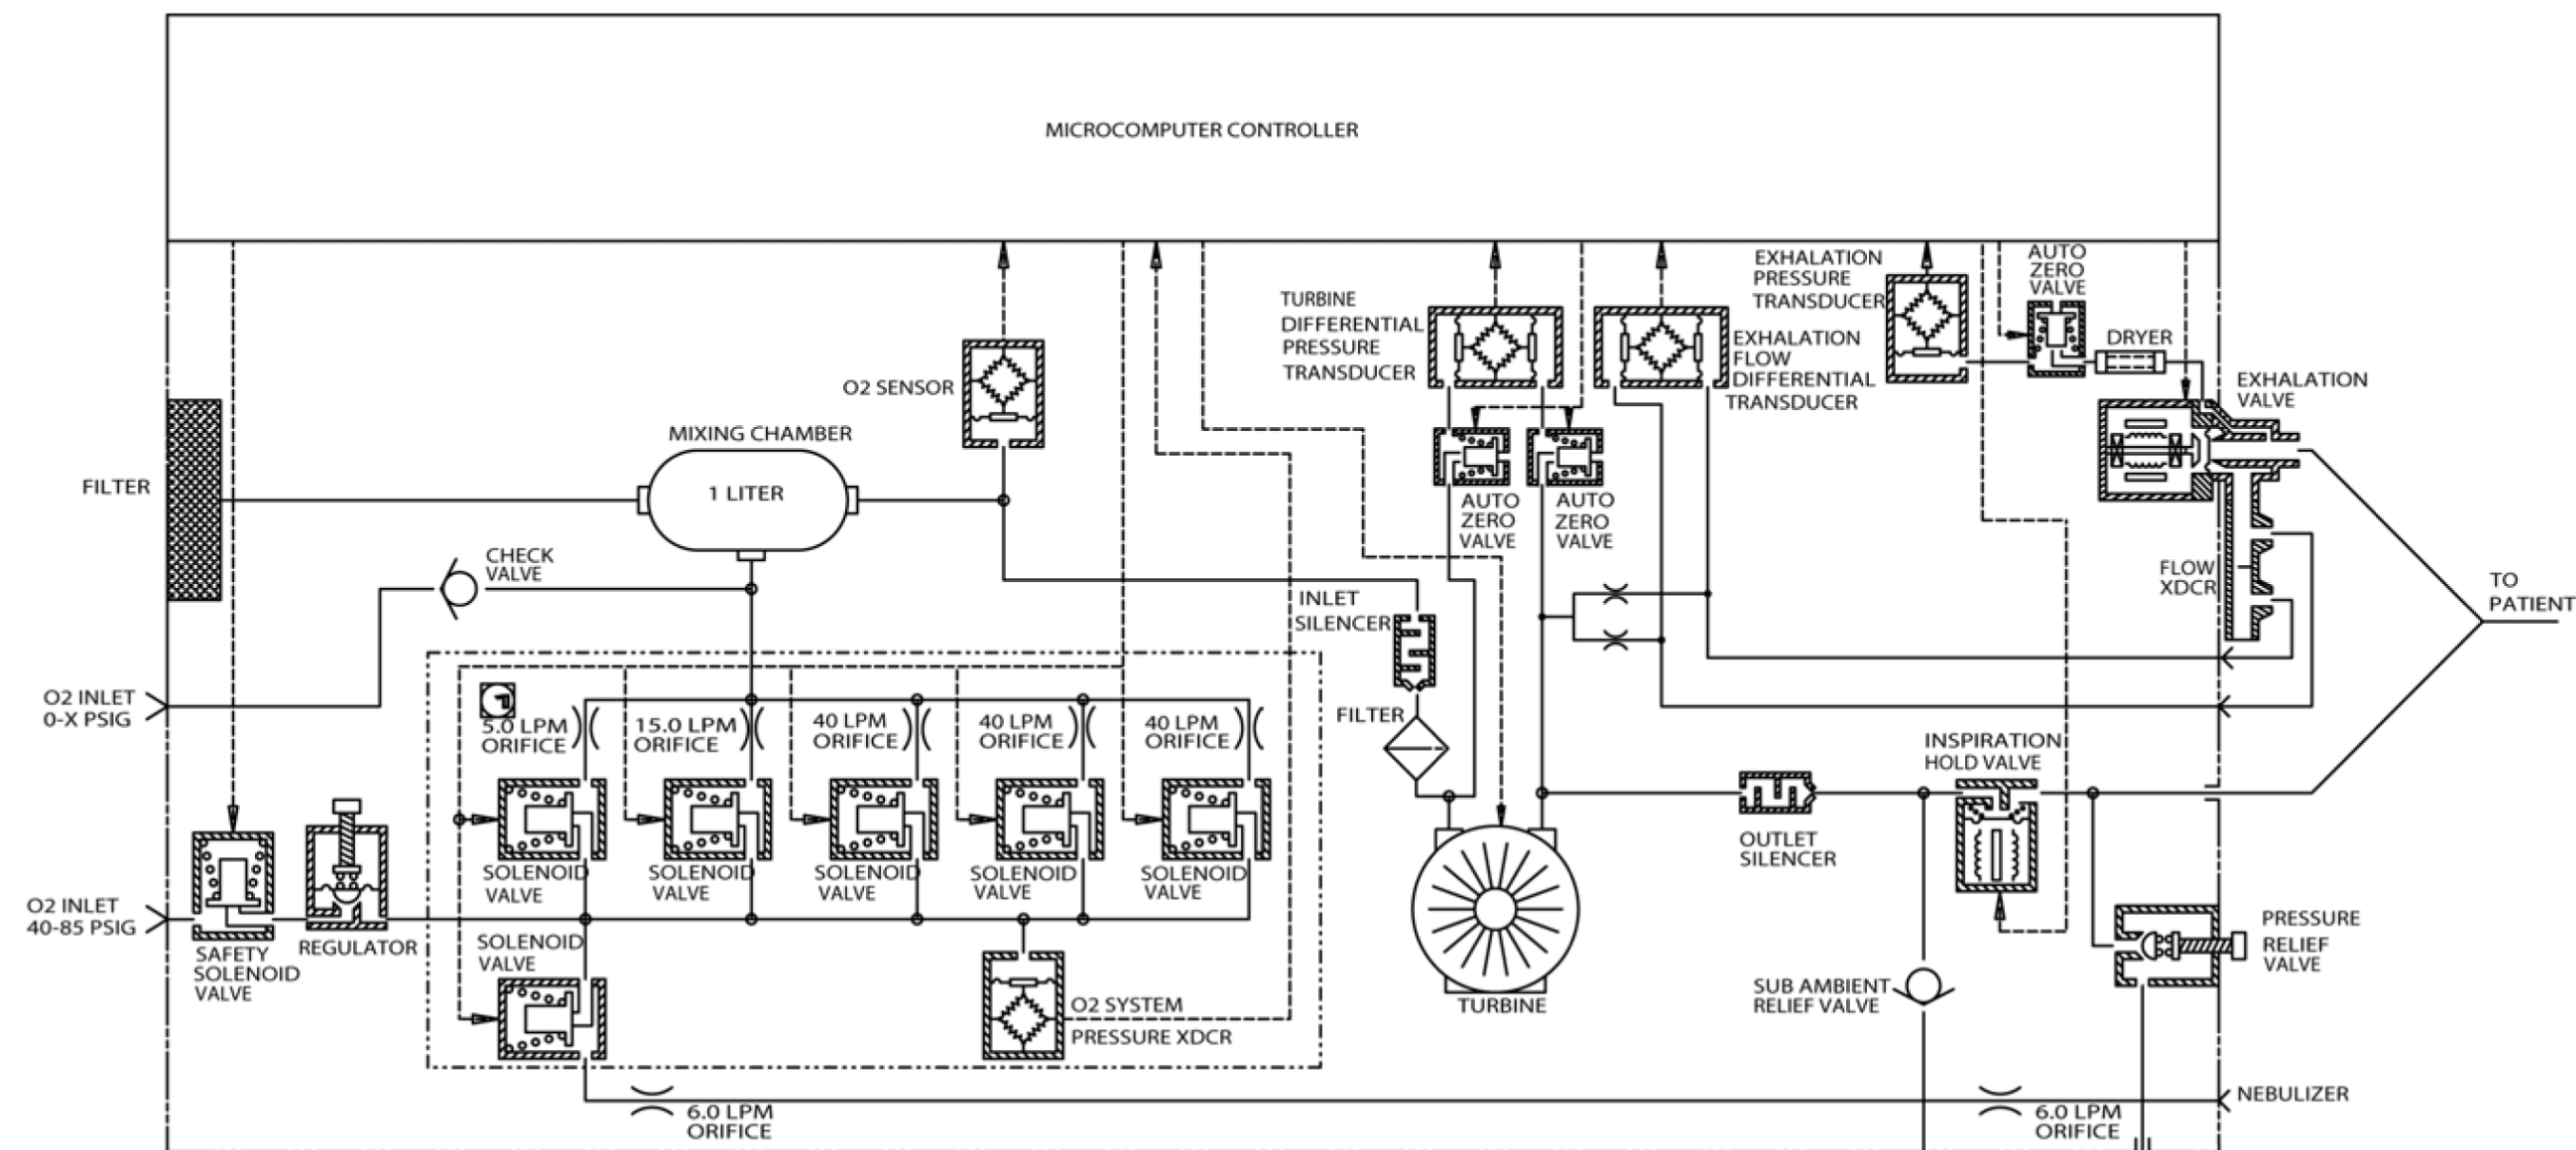 MICROCOMPUTER CONTROLLER
EXHALATION
PRESSURE
TRANSDUCER
AUTO
ZERO
VALVE
TURBINE
DIFFERENTIAL
PRESSURE
TRANSDUCER
EXHALATION
FLOW
DIFFERENTIAL
TRANSDUCER
DRYER
EXHALATION
VALVE
O2 SENSOR
MIXING CHAMBER
1 LITER
FILTER
AUTO
ZERO
VALVE
AUTO
ZERO
VALVE
CHECK
VALVE
FLOW
XDCR
TO
PATIENT
INLET
SILENCER
O2 INLET
0-X PSIG
5.0 LPM
ORIFICE
15.0 LPM
ORIFICE
40 LPM
ORIFICE
40 LPM
ORIFICE
40 LPM
ORIFICE
FILTER
INSPIRATION
HOLD VALVE
OUTLET
SILENCER
SOLENOID
VALVE
SOLENOID
VALVE
SOLENOID
VALVE
SOLENOID
VALVE
SOLENOID
VALVE
O2 INLET
40-85 PSIG
SAFETY
SOLENOID
VALVE
REGULATOR
SOLENOID
VALVE
O2 SYSTEM
PRESSURE XDCR
TURBINE
SUB AMBIENT
RELIEF VALVE
PRESSURE
RELIEF
VALVE
6.0 LPM
ORIFICE
6.0 LPM
ORIFICE
NEBULIZER